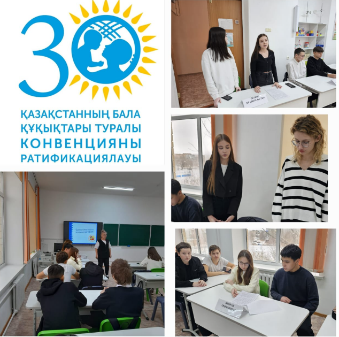 30
ҚАЗАҚСТАННЫҢ БАЛА
ҚҰҚЫҚТАРЫ ТУРАЛЫ
КОНВЕНЦИЯНЫ
РАТИФИКАЦИЯЛАУЫ